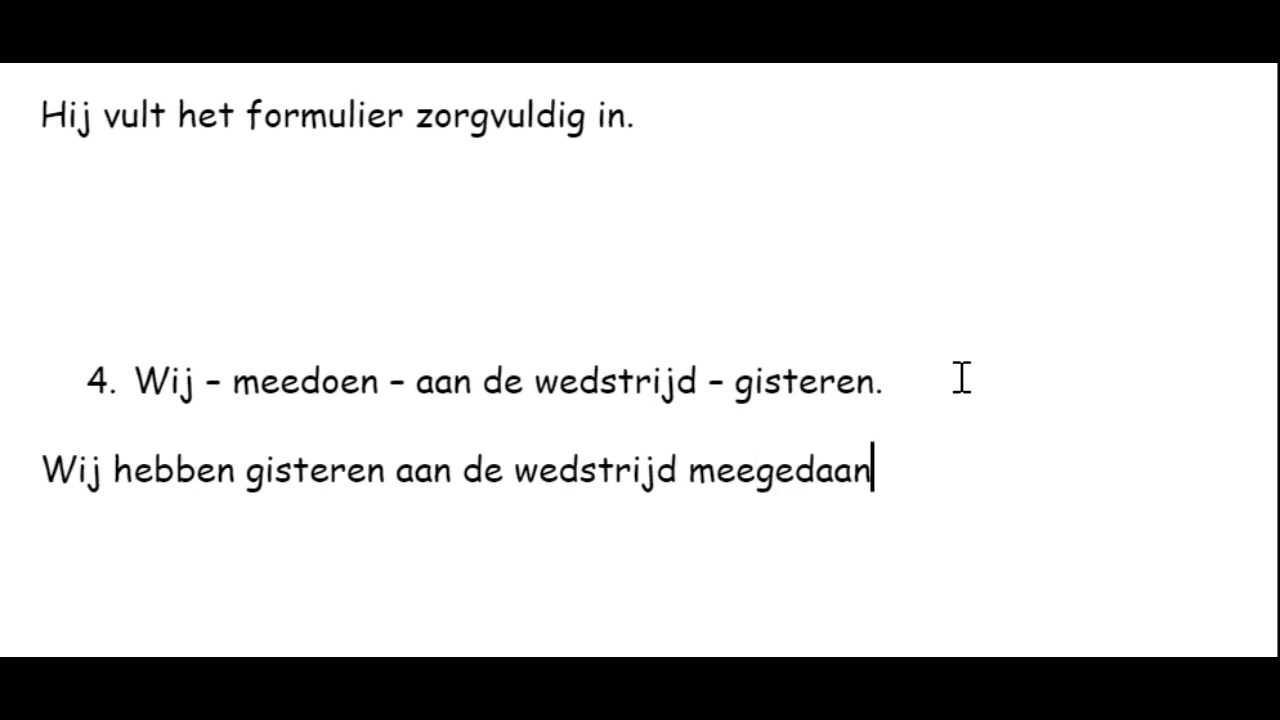 Hij vult het formulier zorgvuldig in.
4. Wij – meedoen – aan de wedstrijd – gisteren.
Wij hebben gisteren aan de wedstrijd meegedaan